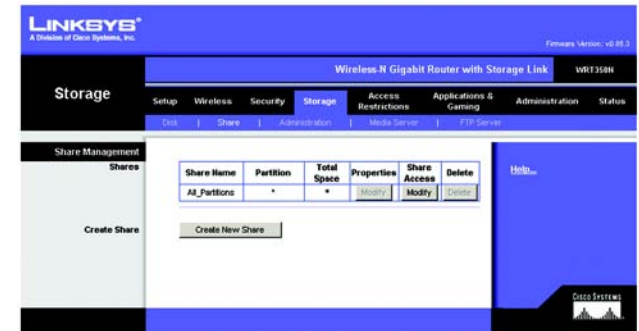 LINKSYS®
A Division of Cisco Systems, Inc.
Firmware Version: v0.05.3
Wireless-N Gigabit Router with Storage Link WRT350N
Storage
Setup Wireless Security Storage Access Restrictions Applications & Gaming Administration Status
Disk | Share | Administration | Media Server | FTP Server
Share Management
Shares
Share Name Partition Total Space Properties Share Access Delete
All_Partitions * * Modify Modify Delete
Help...
Create Share
Create New Share
CISCO SYSTEMS